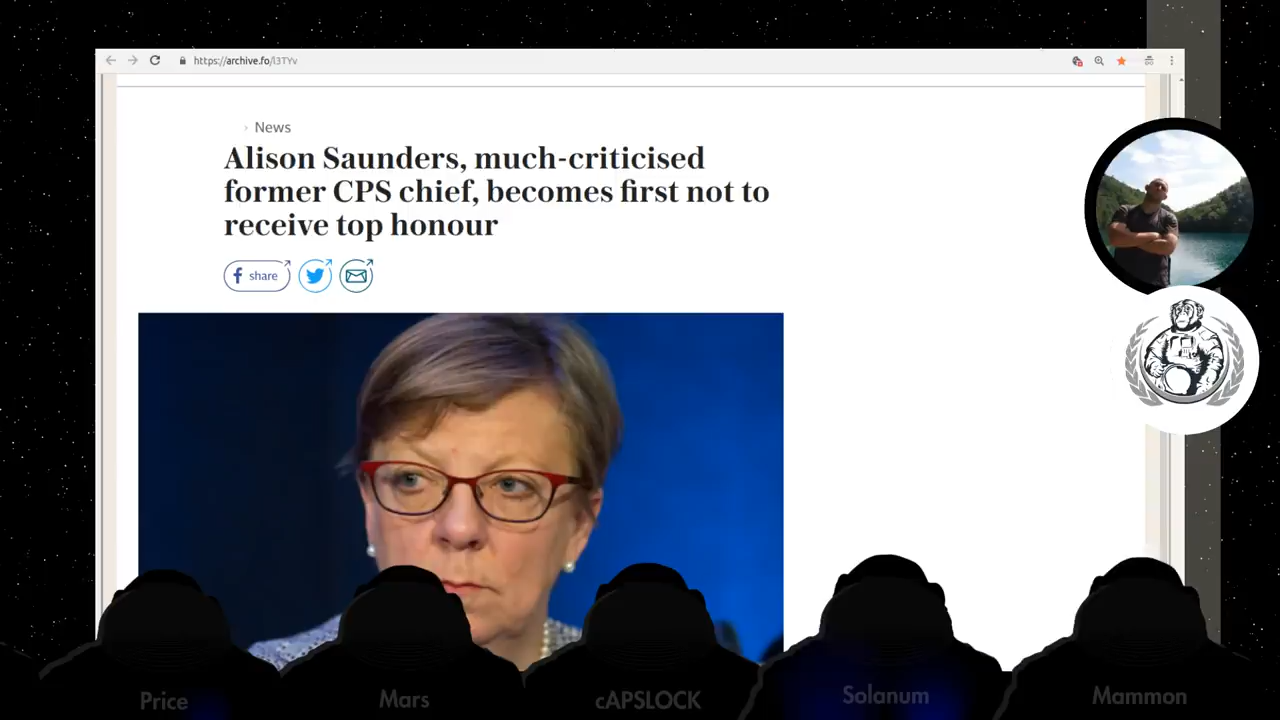 https://archive.fo/l3TYv
News
Alison Saunders, much-criticised
former CPS chief, becomes first not to
receive top honour
share
Price
Mars
cAPSLOCK
Solanum
Mammon